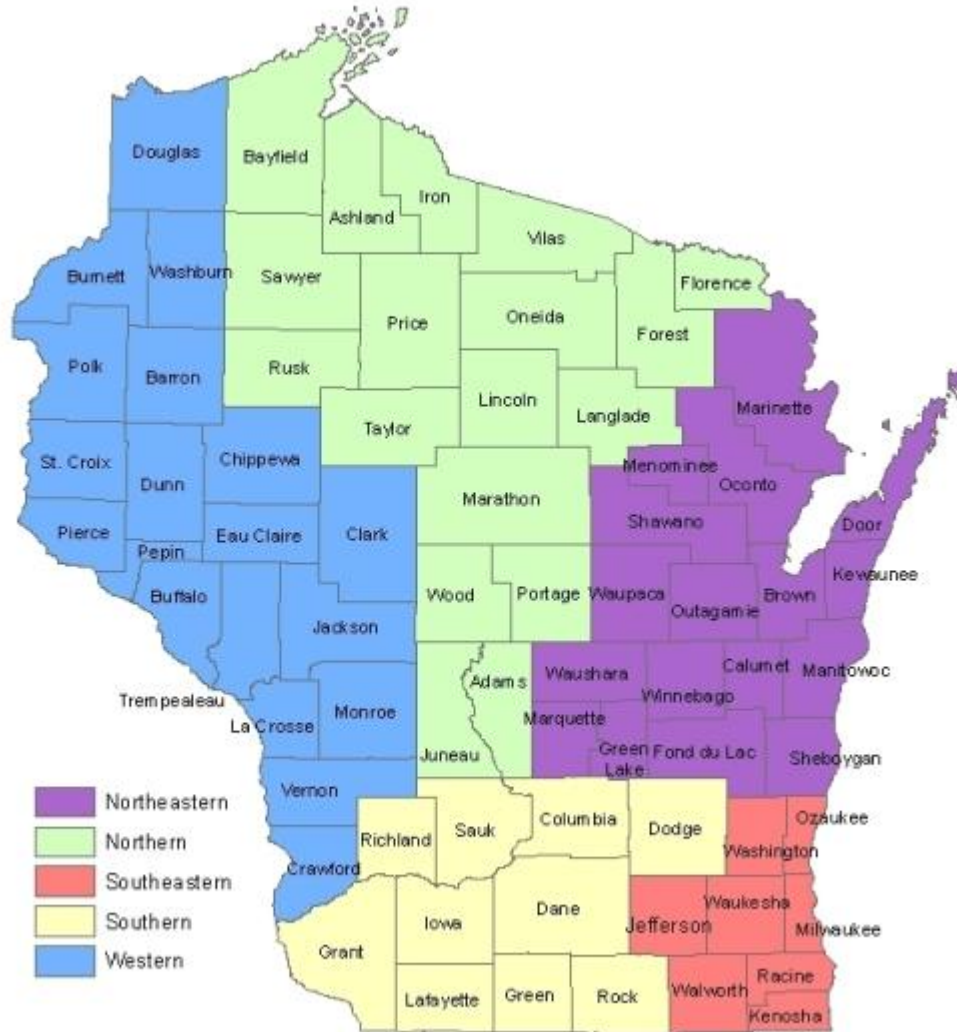 Douglas
Bayfield
Ashland
Iron
Vilas
Burnett
Washburn
Sawyer
Price
Oneida
Florence
Forest
Polk
Barron
Rusk
Lincoln
Langlade
Marinette
Taylor
St. Croix
Dunn
Chippewa
Menominee
Oconto
Marathon
Shawano
Pierce
Pepin
Eau Claire
Clark
Door
Kewaunee
Buffalo
Wood
Portage
Waupaca
Outagamie
Brown
Jackson
Trempealeau
La Crosse
Monroe
Juneau
Adams
Waushara
Winnebago
Calumet
Manitowoc
Marquette
Green
Lake
Fond du Lac
Sheboygan
Vernon
Richland
Sauk
Columbia
Dodge
Ozaukee
Washington
Crawford
Iowa
Dane
Jefferson
Waukesha
Milwaukee
Grant
Lafayette
Green
Rock
Walworth
Racine
Kenosha
Northeastern
Northern
Southeastern
Southern
Western